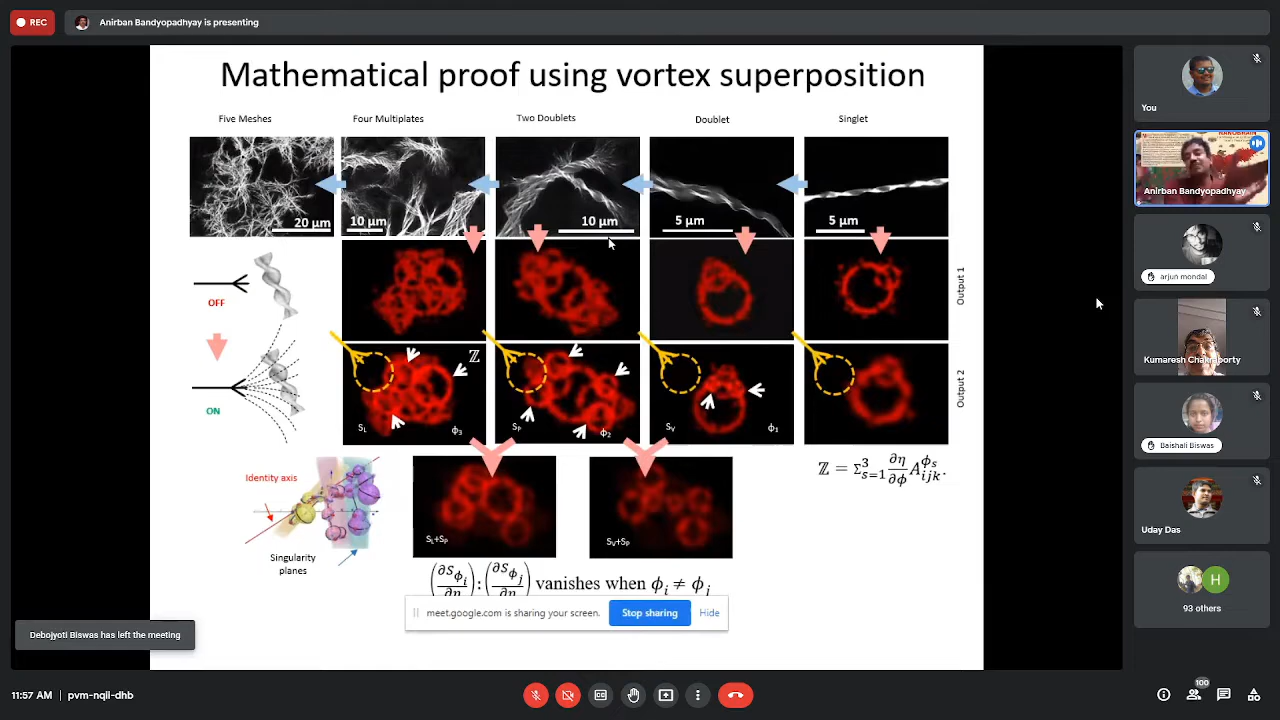 REC
Anirban Bandyopadhyay is presenting
Mathematical proof using vortex superposition
Five Meshes
Four Multiplates
Two Doublets
Doublet
Singlet
20 µm
10 µm
10 µm
5 µm
5 µm
Output 1
OFF
ON
Output 2
ℤ
S_L
ϕ_3
S_P
ϕ_2
S_V
ϕ_1
ℤ = Σ_{s=1}^{3} ∂η/∂ϕ A_{ijk}^{ϕ_s}.
Identity axis
Singularity
planes
S_L+S_P
S_V+S_P
(∂S_{ϕ_i}/∂η):(∂S_{ϕ_j}/∂η) vanishes when ϕ_i ≠ ϕ_j
meet.google.com is sharing your screen.
Stop sharing
Hide
Debojyoti Biswas has left the meeting
You
Anirban Bandyopadhyay
arjun mondal
Kumaresh Chakraborty
Baishali Biswas
Uday Das
H
93 others
11:57 AM | pvm-nqii-dhb
100